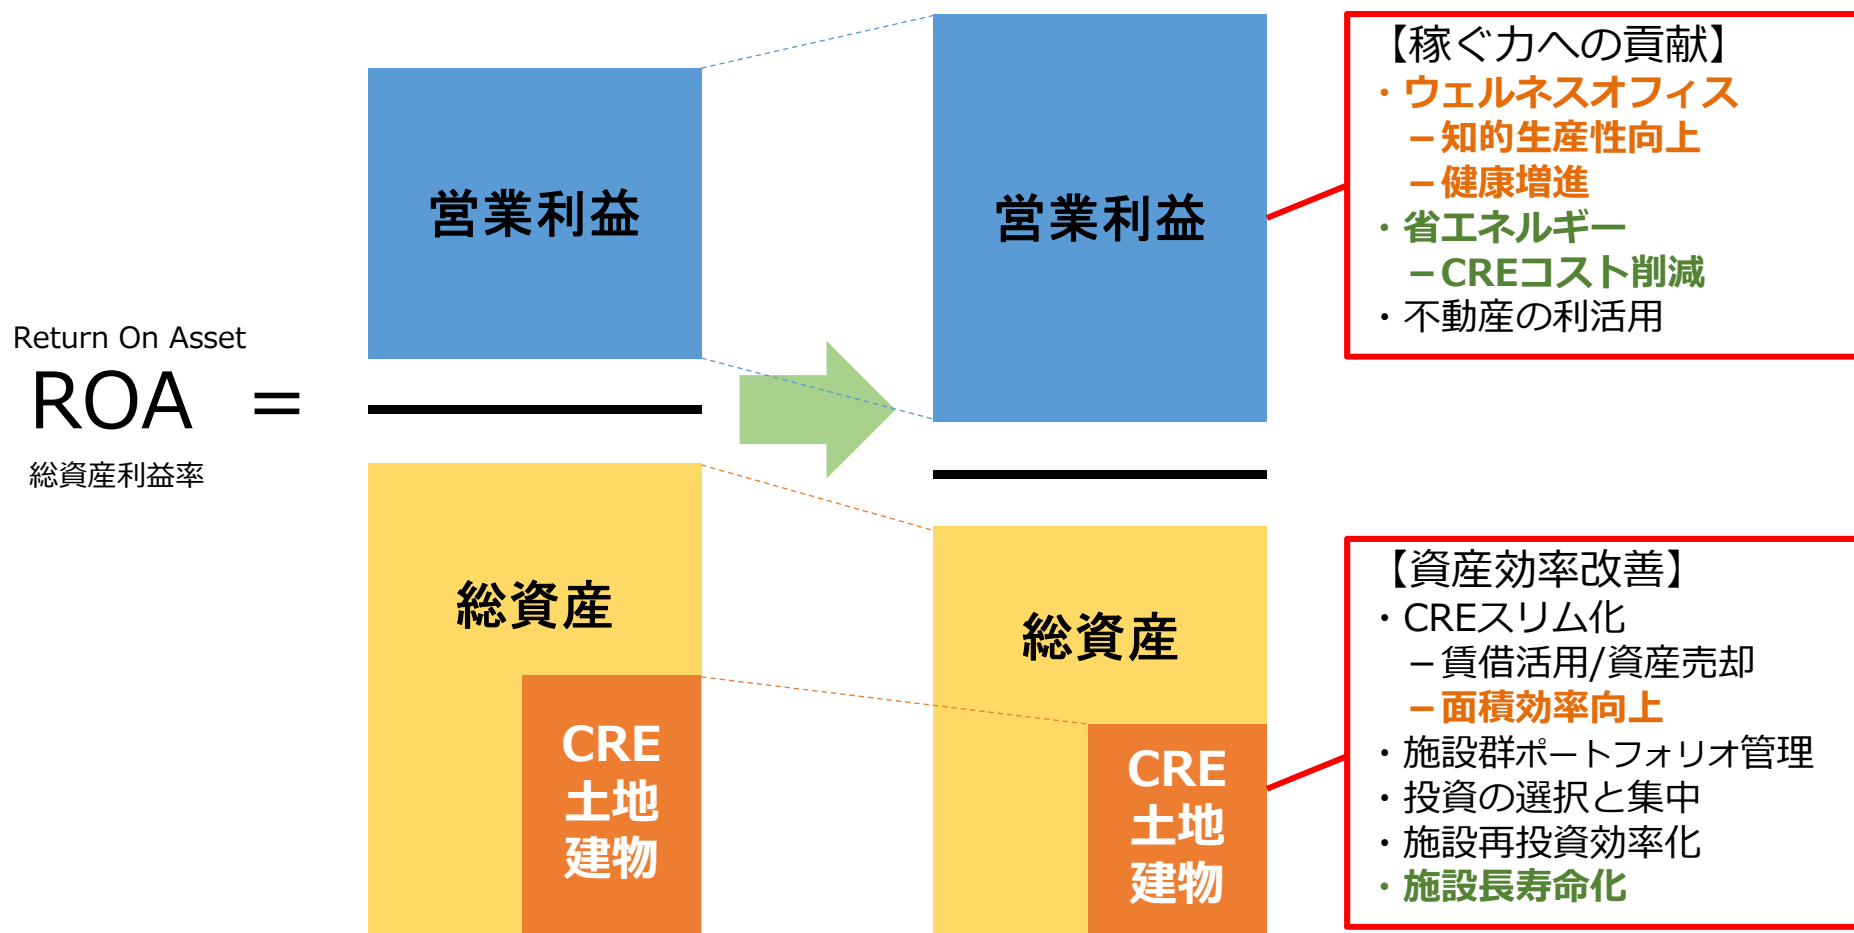 Return On Asset
ROA =
総資産利益率
営業利益
総資産
CRE
土地
建物
営業利益
総資産
CRE
土地
建物
【稼ぐ力への貢献】
・ウェルネスオフィス
－知的生産性向上
－健康増進
・省エネルギー
－CREコスト削減
・不動産の利活用
【資産効率改善】
・CREスリム化
－賃借活用/資産売却
－面積効率向上
・施設群ポートフォリオ管理
・投資の選択と集中
・施設再投資効率化
・施設長寿命化